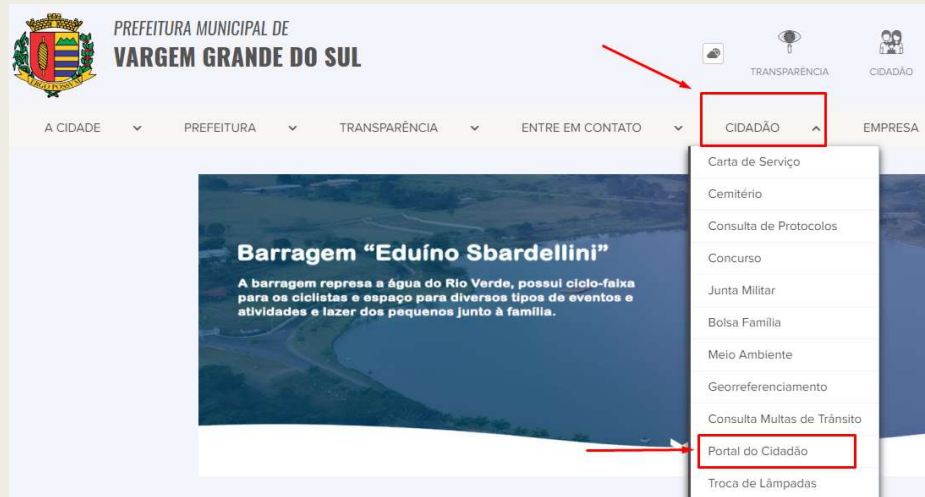 PREFEITURA MUNICIPAL DE
VARGEM GRANDE DO SUL
TRANSPARÊNCIA
CIDADÃO
A CIDADE
PREFEITURA
TRANSPARÊNCIA
ENTRE EM CONTATO
CIDADÃO
EMPRESA
Barragem “Eduíno Sbardellini”
A barragem represa a água do Rio Verde, possui ciclo-faixa
para os ciclistas e espaço para diversos tipos de eventos e
atividades e lazer dos pequenos junto à família.
Carta de Serviço
Cemitério
Consulta de Protocolos
Concurso
Junta Militar
Bolsa Família
Meio Ambiente
Georreferenciamento
Consulta Multas de Trânsito
Portal do Cidadão
Troca de Lâmpadas